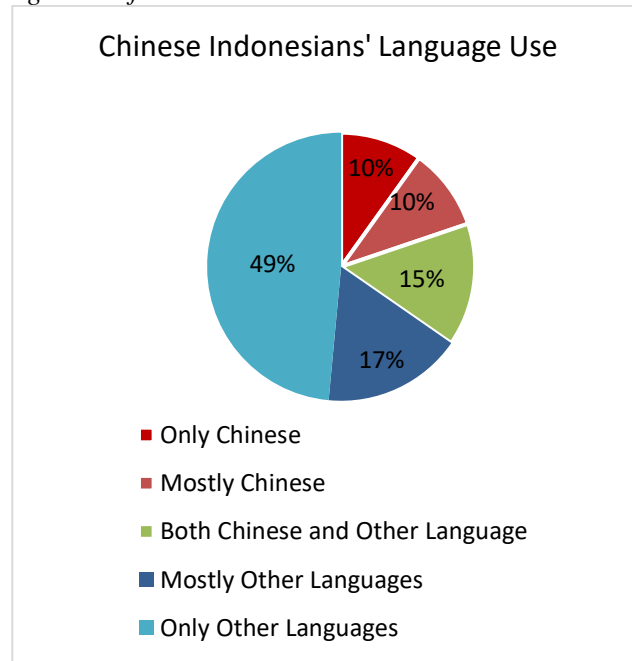 Chinese Indonesians' Language Use
10%
10%
15%
17%
49%
Only Chinese
Mostly Chinese
Both Chinese and Other Language
Mostly Other Languages
Only Other Languages